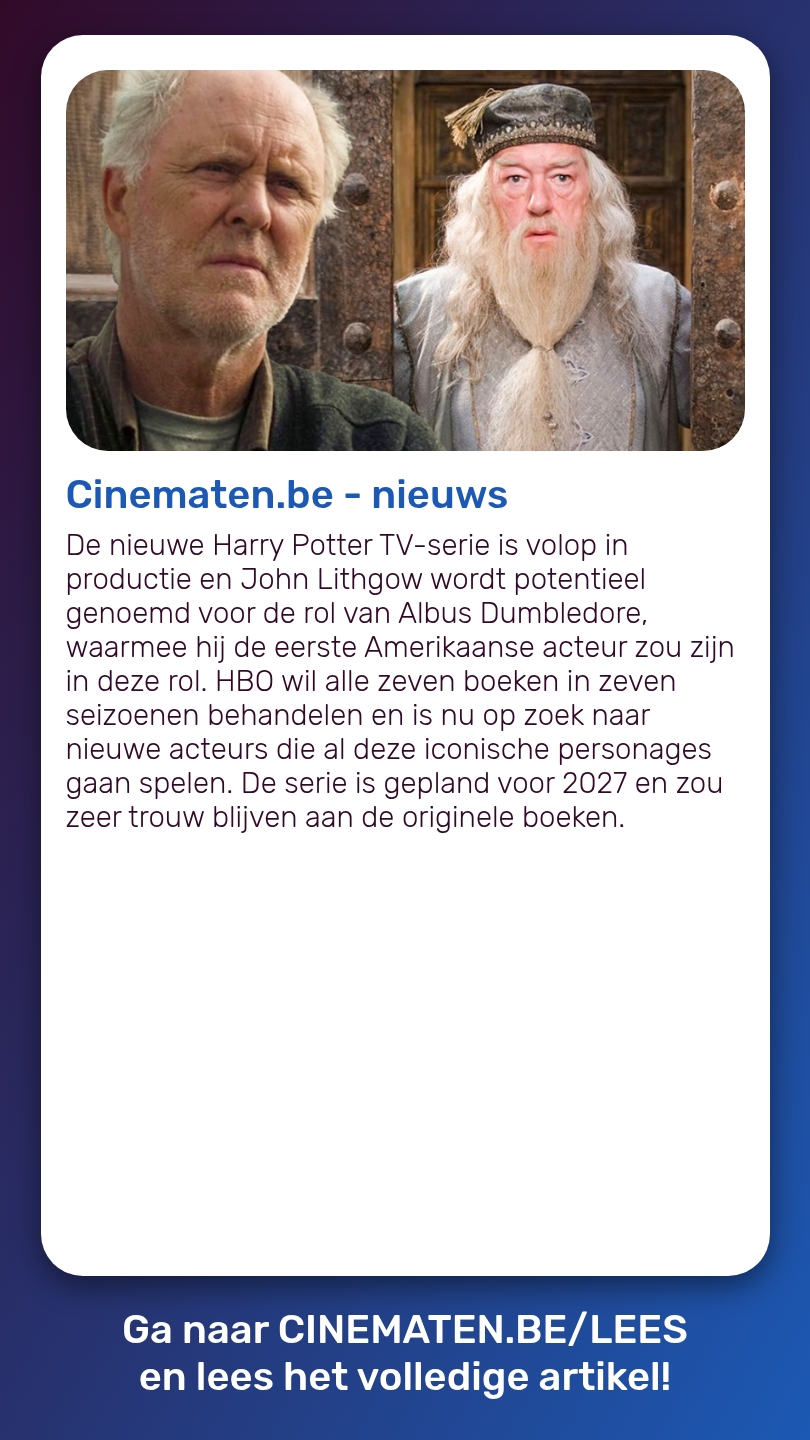 Cinematen.be - nieuws
De nieuwe Harry Potter TV-serie is volop in
productie en John Lithgow wordt potentieel
genoemd voor de rol van Albus Dumbledore,
waarmee hij de eerste Amerikaanse acteur zou zijn
in deze rol. HBO wil alle zeven boeken in zeven
seizoenen behandelen en is nu op zoek naar
nieuwe acteurs die al deze iconische personages
gaan spelen. De serie is gepland voor 2027 en zou
zeer trouw blijven aan de originele boeken.
Ga naar CINEMATEN.BE/LEES
en lees het volledige artikel!